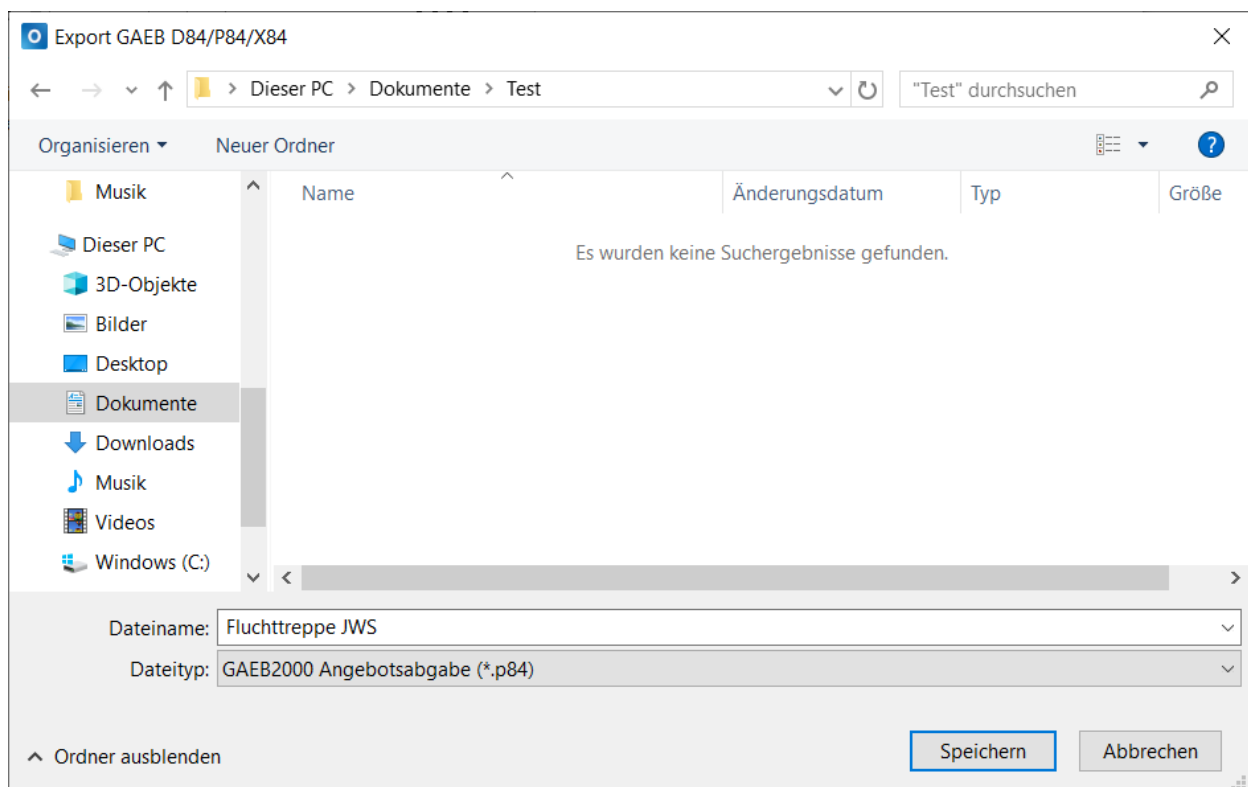 Export GAEB D84/P84/X84
Dieser PC > Dokumente > Test
"Test" durchsuchen
Organisieren
Neuer Ordner
?
Musik
Dieser PC
3D-Objekte
Bilder
Desktop
Dokumente
Downloads
Musik
Videos
Windows (C:)
Name
Änderungsdatum
Typ
Größe
Es wurden keine Suchergebnisse gefunden.
Dateiname: Fluchttreppe JWS
Dateityp: GAEB2000 Angebotsabgabe (*.p84)
Ordner ausblenden
Speichern
Abbrechen